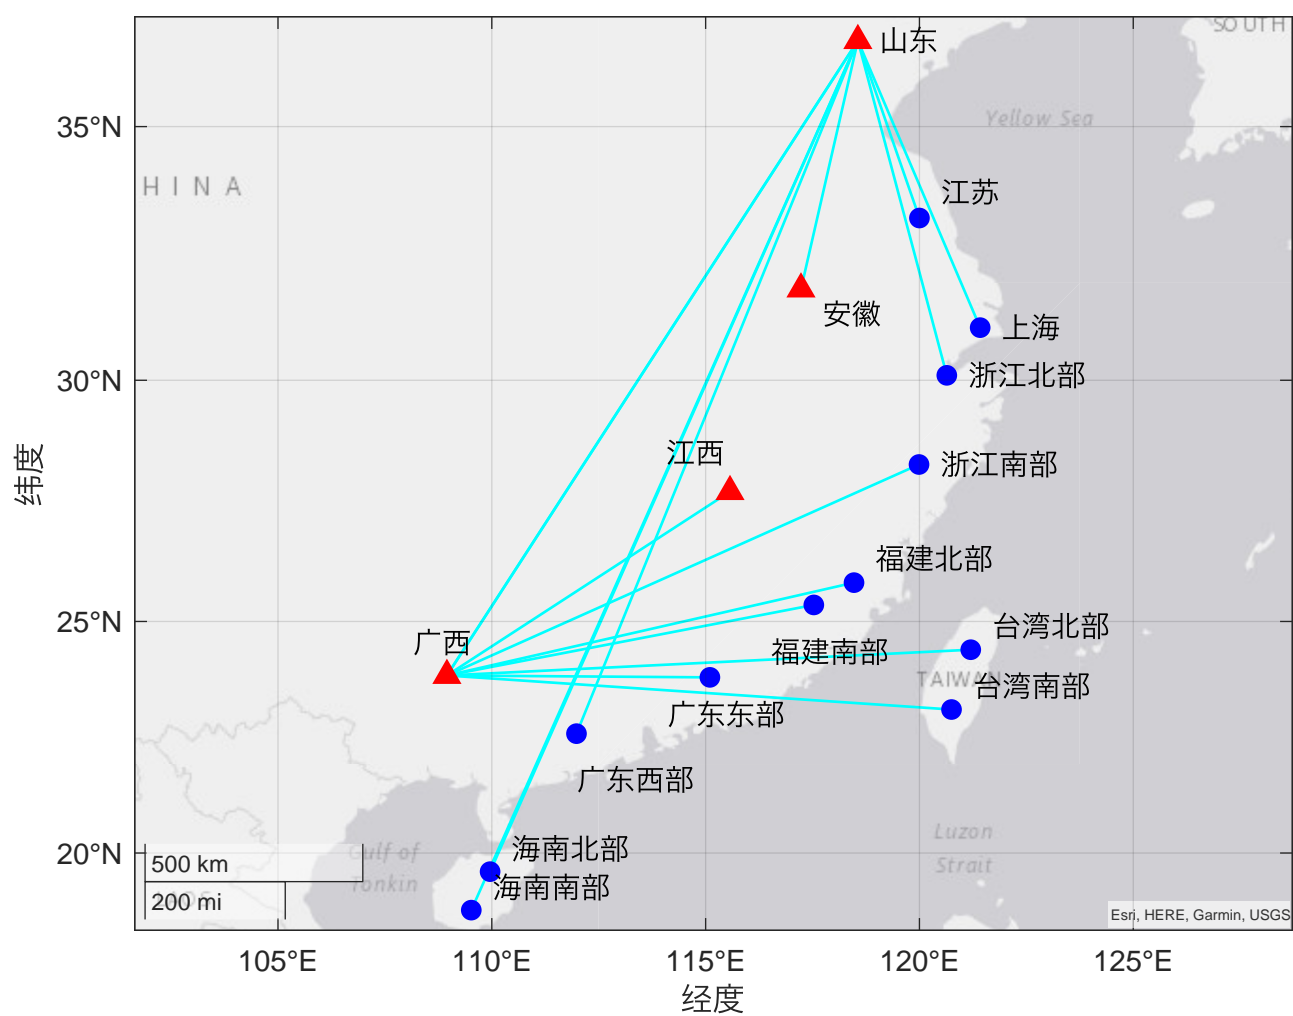 SOUTH
山东
35°N
Yellow Sea
HINA
江苏
安徽
上海
30°N
浙江北部
江西
浙江南部
纬度
福建北部
25°N
台湾北部
广西
福建南部
TAIWAN
台湾南部
广东东部
广东西部
Luzon
Strait
20°N
海南北部
Gulf of
Tonkin
500 km
海南南部
200 mi
Esri, HERE, Garmin, USGS
105°E
110°E
115°E
120°E
125°E
经度